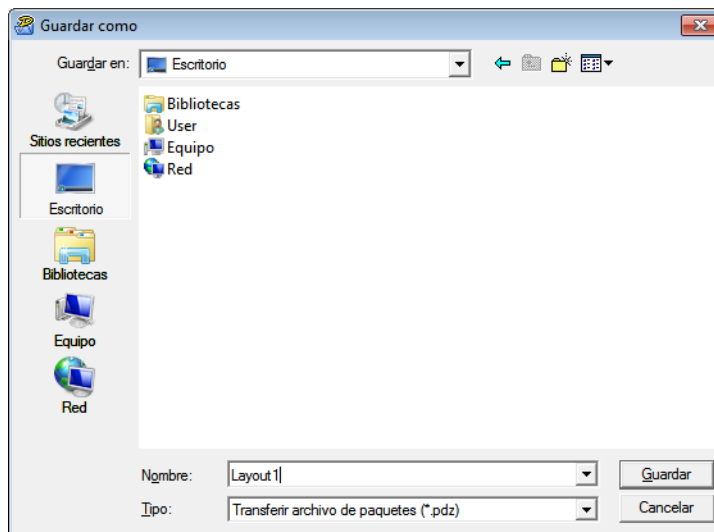 Guardar como
Guardar en: Escritorio
Bibliotecas
User
Equipo
Red
Sitios recientes
Escritorio
Bibliotecas
Equipo
Red
Nombre: Layout1 Guardar
Tipo: Transferir archivo de paquetes (*.pdz) Cancelar